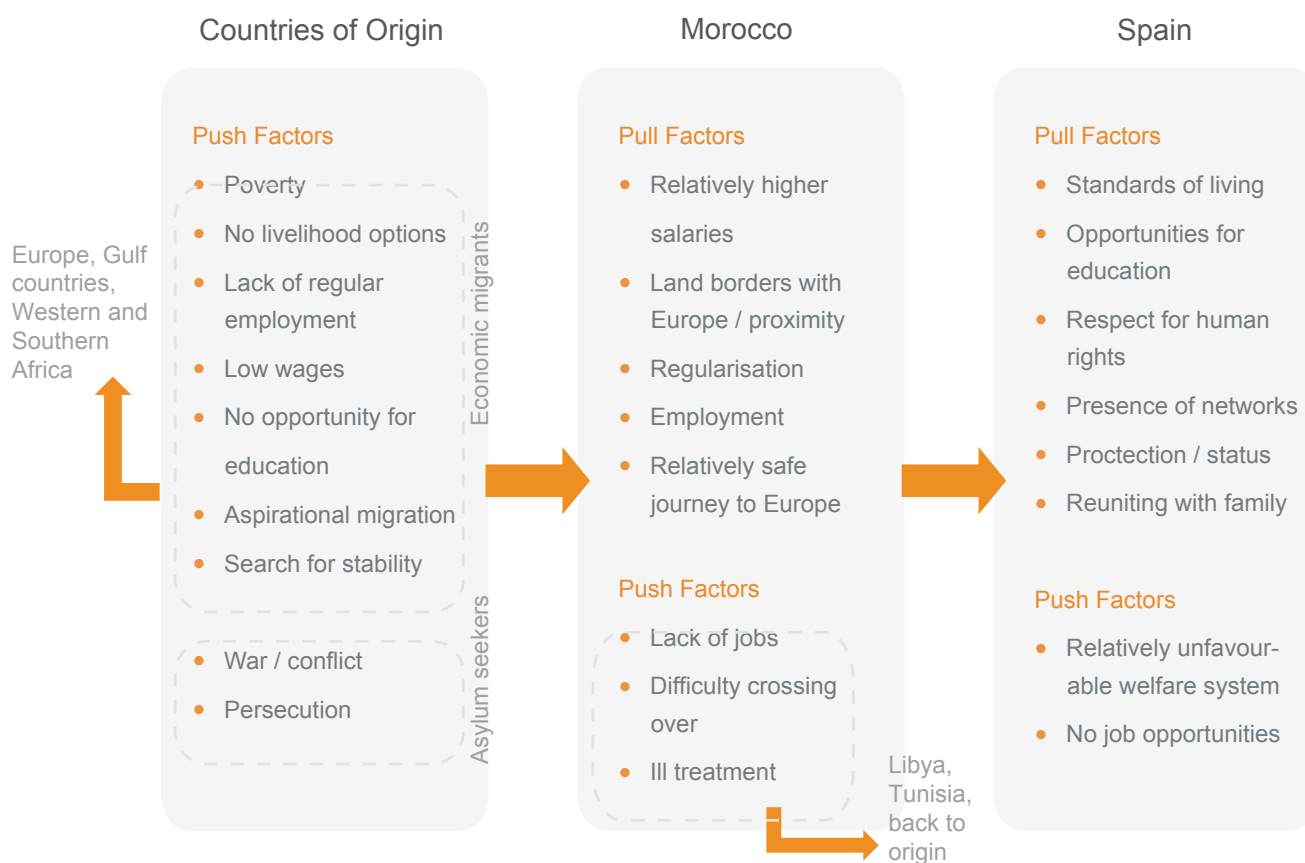 Countries of Origin
Push Factors
• Poverty
• No livelihood options
• Lack of regular
employment
• Low wages
• No opportunity for
education
• Aspirational migration
• Search for stability
Economic migrants
• War / conflict
• Persecution
Asylum seekers
Europe, Gulf
countries,
Western and
Southern
Africa
Morocco
Pull Factors
• Relatively higher
salaries
• Land borders with
Europe / proximity
• Regularisation
• Employment
• Relatively safe
journey to Europe
Push Factors
• Lack of jobs
• Difficulty crossing
over
• Ill treatment
Libya,
Tunisia,
back to
origin
Spain
Pull Factors
• Standards of living
• Opportunities for
education
• Respect for human
rights
• Presence of networks
• Proctection / status
• Reuniting with family
Push Factors
• Relatively unfavour-
able welfare system
• No job opportunities